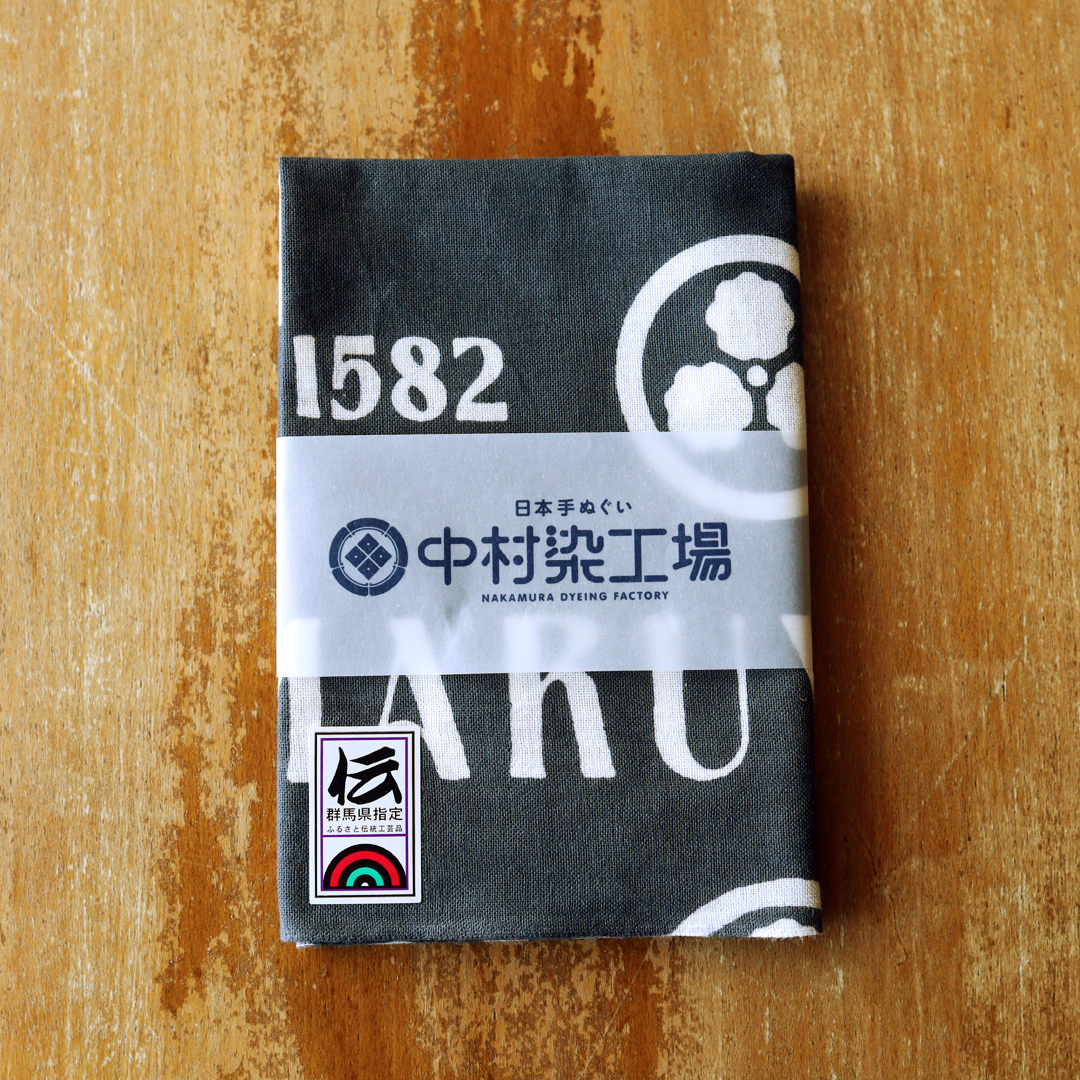 1582
日本手ぬぐい
中村染工場
NAKAMURA DYEING FACTORY
ARU
伝
群馬県指定
ふるさと伝統工芸品